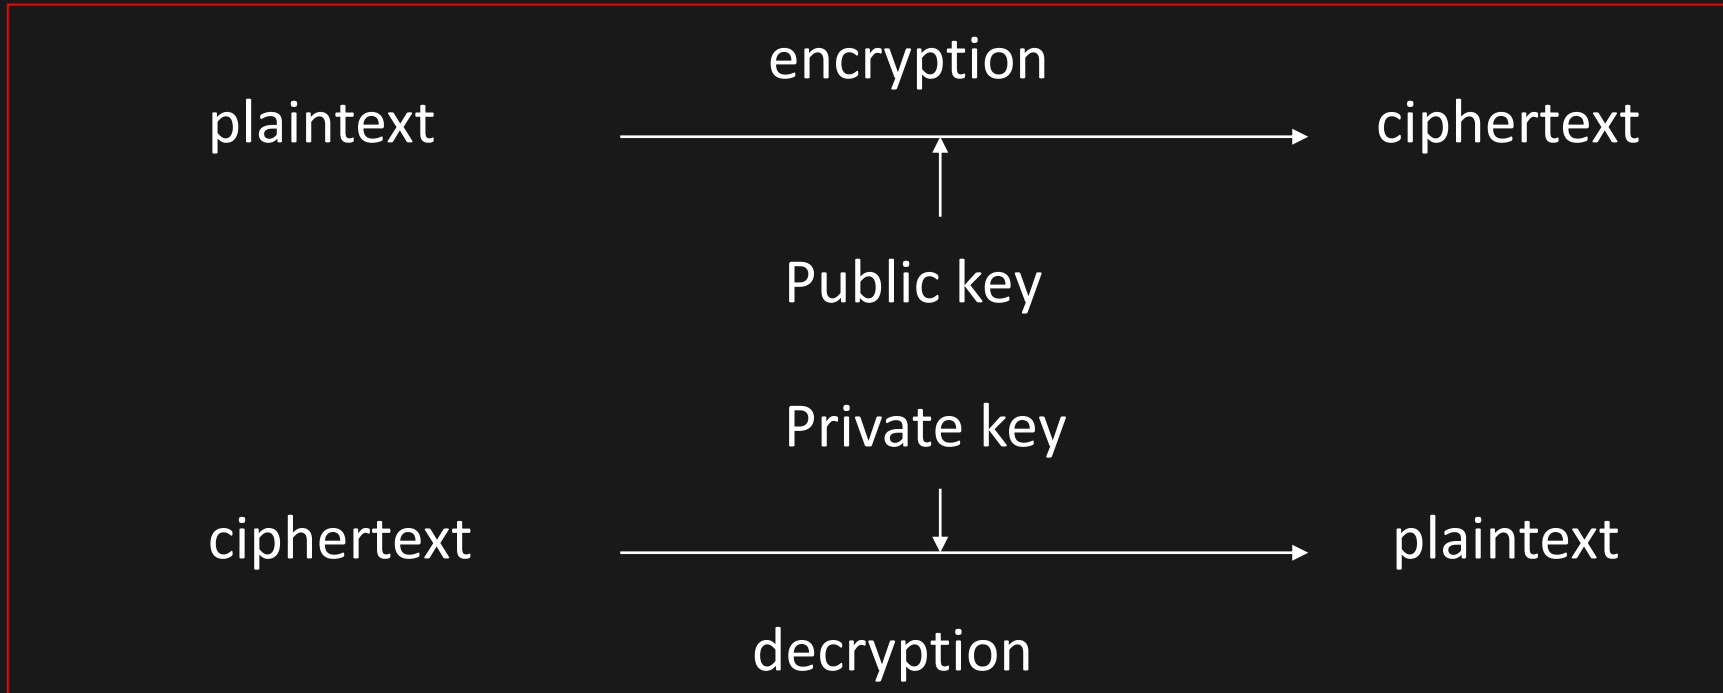 encryption
plaintext
ciphertext
Public key
Private key
ciphertext
plaintext
decryption